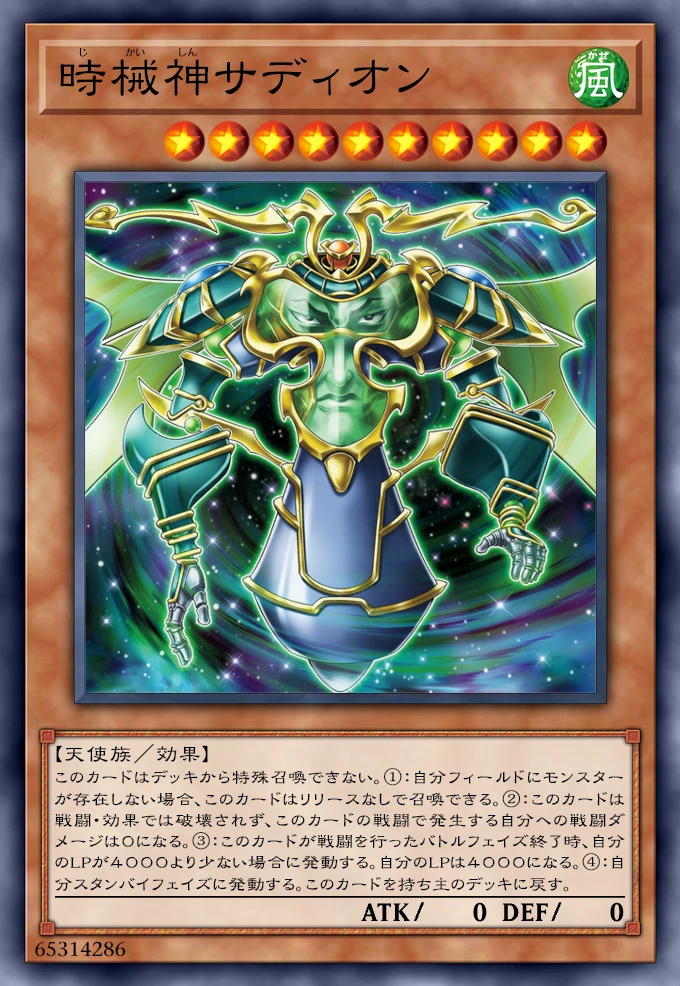 じ かい しん
時械神サディオン
かぜ
風
【天使族／効果】
このカードはデッキから特殊召喚できない。①：自分フィールドにモンスター
が存在しない場合、このカードはリリースなしで召喚できる。②：このカードは
戦闘・効果では破壊されず、このカードの戦闘で発生する自分への戦闘ダ
メージは０になる。③：このカードが戦闘を行ったバトルフェイズ終了時、自分
のLPが４０００より少ない場合に発動する。自分のLPは４０００になる。④：自
分スタンバイフェイズに発動する。このカードを持ち主のデッキに戻す。
ATK/ 0 DEF/ 0
65314286